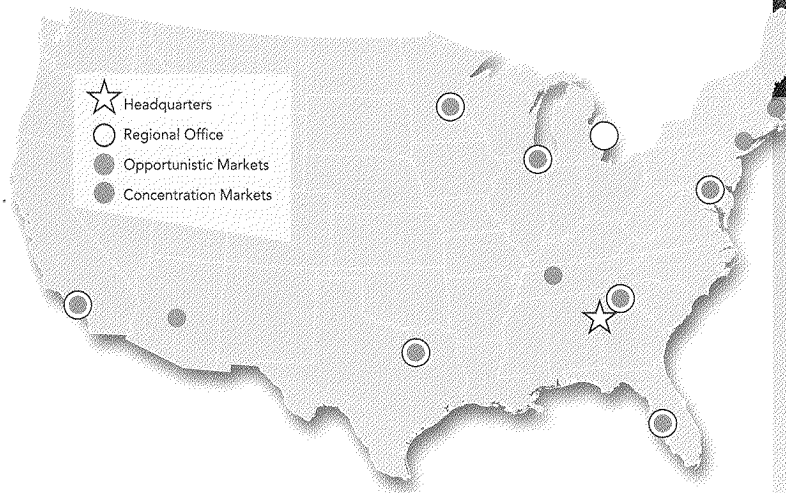 Headquarters
Regional Office
Opportunistic Markets
Concentration Markets